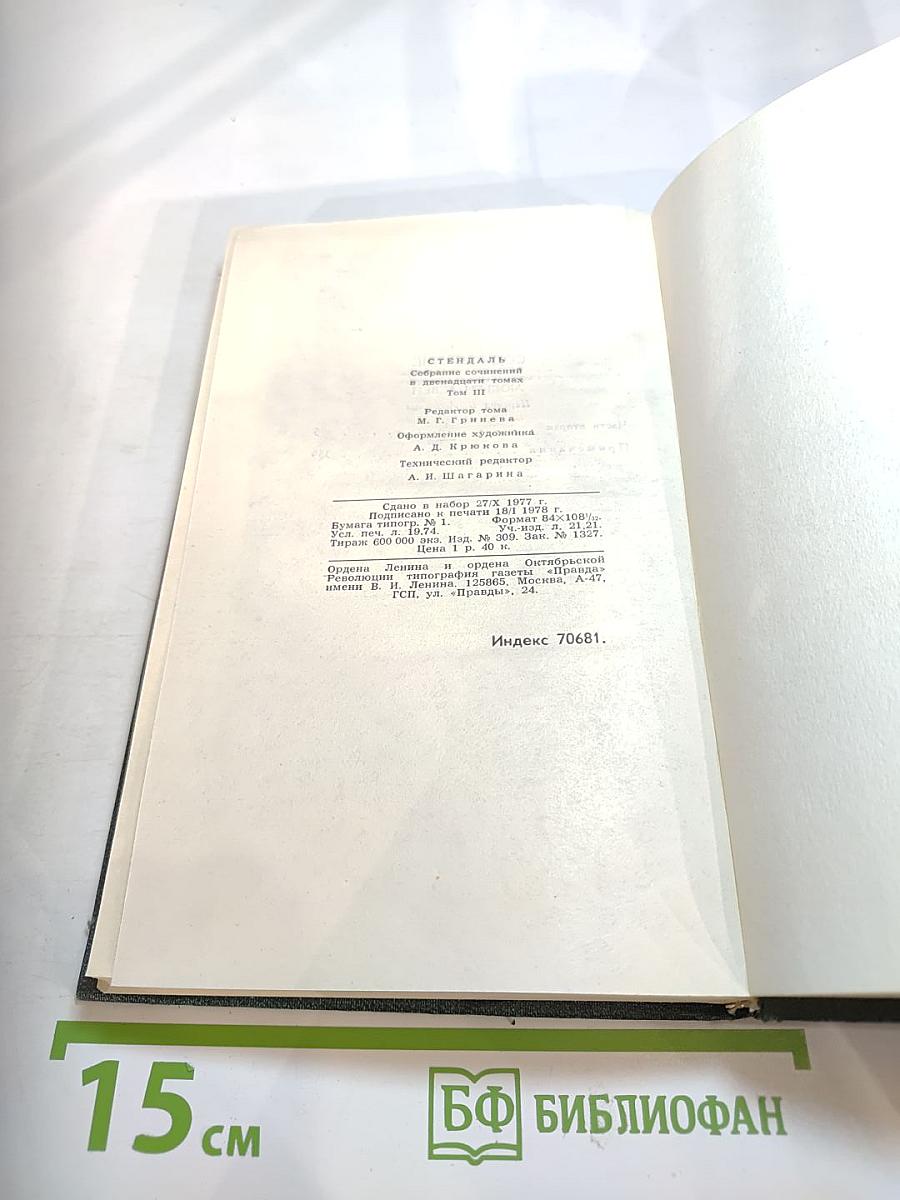 СТЕНДАЛЬ
Собрание сочинений
в двенадцати томах
Том III
Редактор тома
М. Г. Гринева
Оформление художника
А. Д. Крюкова
Технический редактор
А. И. Шагарина
Сдано в набор 27/X 1977 г.
Подписано к печати 18/I 1978 г.
Бумага типогр. № 1. Формат 84×108¹/₃₂.
Усл. печ. л. 19,74. Уч.-изд. л. 21,21.
Тираж 600 000 экз. Изд. № 309. Зак. № 1327.
Цена 1 р. 40 к.
Ордена Ленина и ордена Октябрьской
Революции типография газеты «Правда»
имени В. И. Ленина. 125865, Москва, А-47,
ГСП, ул. «Правды», 24.
Индекс 70681.
15 см
БФ БИБЛИОФАН